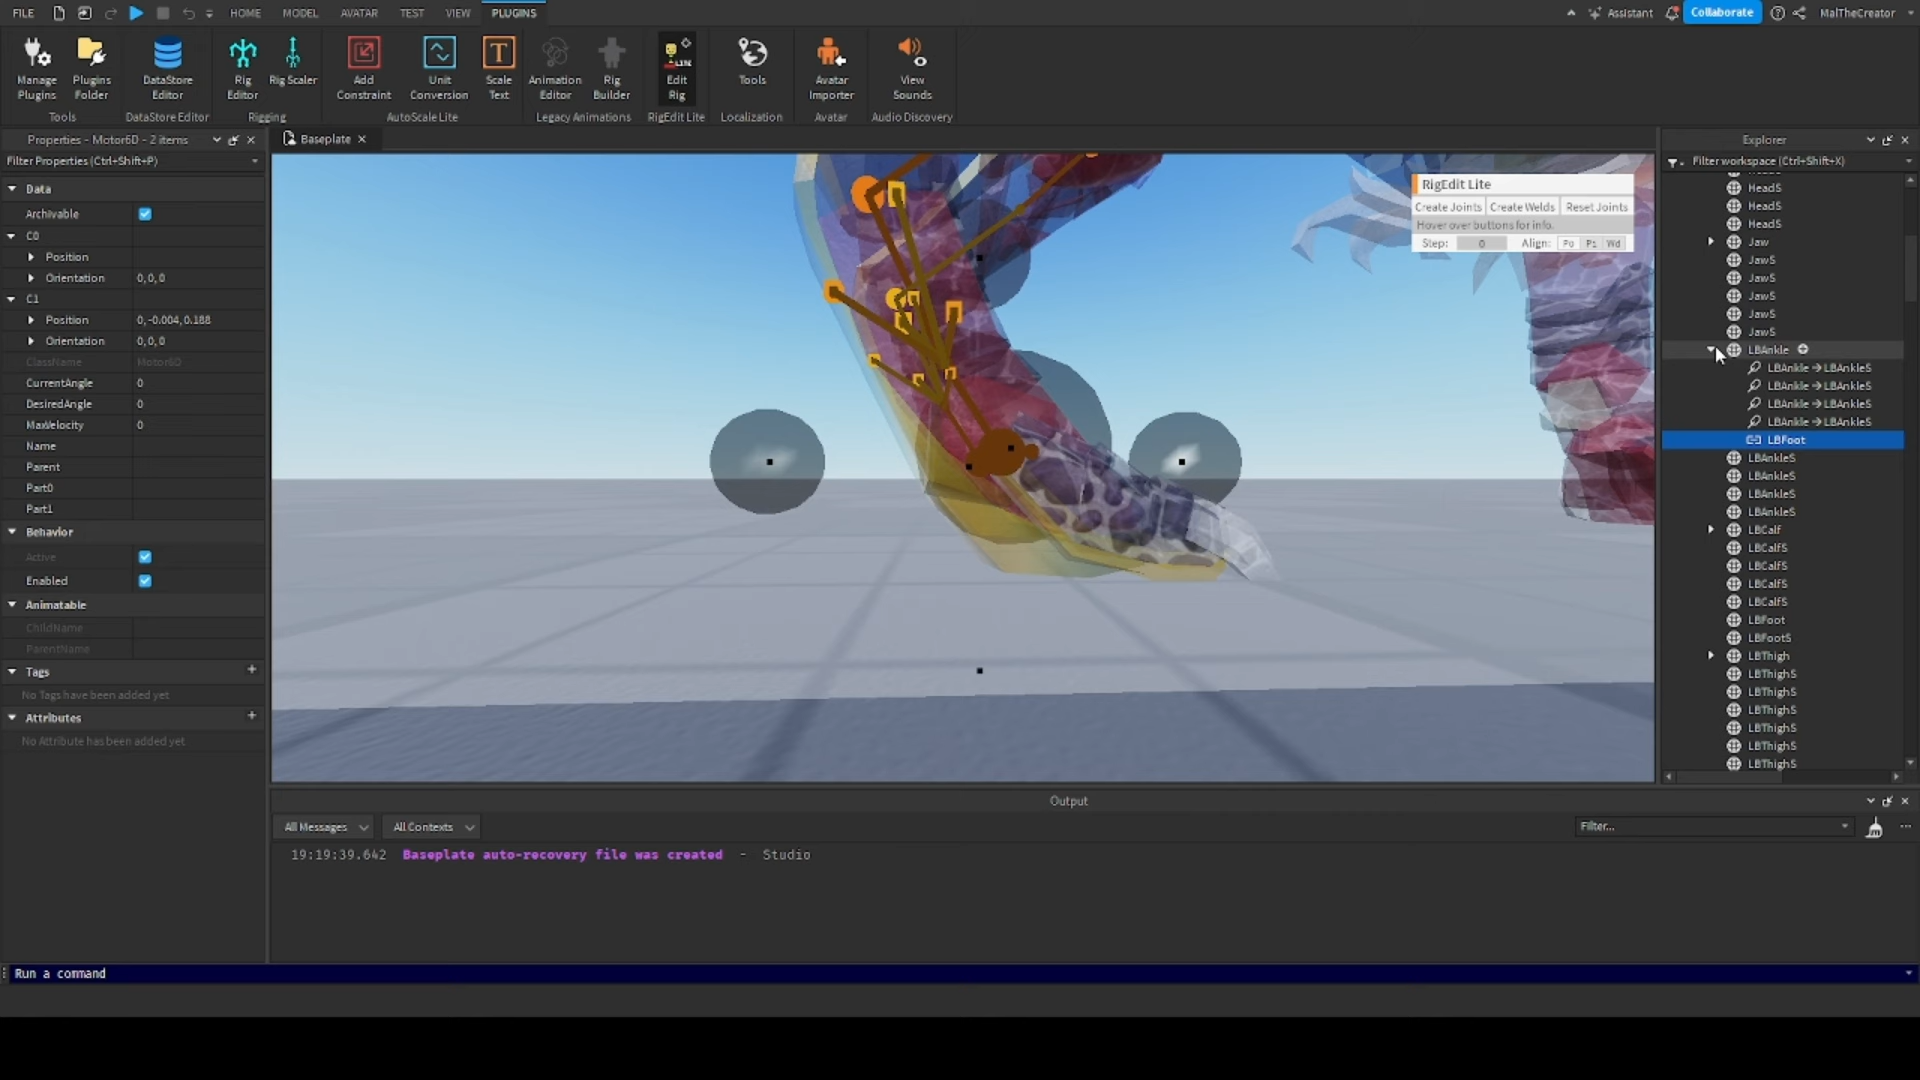 FILE HOME MODEL AVATAR TEST VIEW PLUGINS Assistant Collaborate MalTheCreator
Manage Plugins
Plugins Folder
DataStore Editor
Rig Editor
Rig Scaler
Add Constraint
Unit Conversion
Scale Text
Animation Editor
Rig Builder
Edit Rig
Tools
Avatar Importer
View Sounds
Tools DataStore Editor Rigging AutoScale Lite Legacy Animations RigEdit Lite Localization Avatar Audio Discovery
Properties - Motor6D - 2 items
Filter Properties (Ctrl+Shift+P)
Data
Archivable
C0
Position
Orientation 0,0,0
C1
Position 0,-0.004,0.188
Orientation 0,0,0
ClassName Motor6D
CurrentAngle 0
DesiredAngle 0
MaxVelocity 0
Name
Parent
Part0
Part1
Behavior
Active
Enabled
Animatable
ChildName
ParentName
Tags +
No Tags have been added yet
Attributes +
No Attribute has been added yet
Baseplate
RigEdit Lite
Create Joints Create Welds Reset Joints
Hover over buttons for info.
Step: 0 Align: P0 P1 Wd
Explorer
Filter workspace (Ctrl+Shift+X)
HeadS
HeadS
HeadS
Jaw
JawS
JawS
JawS
JawS
JawS
LBAnkle
LBAnkle → LBAnkleS
LBAnkle → LBAnkleS
LBAnkle → LBAnkleS
LBAnkle → LBAnkleS
LBFoot
LBAnkleS
LBAnkleS
LBAnkleS
LBAnkleS
LBCalf
LBCalfS
LBCalfS
LBCalfS
LBCalfS
LBFoot
LBFootS
LBThigh
LBThighS
LBThighS
LBThighS
LBThighS
LBThighS
LBThighS
Output
All Messages All Contexts Filter...
19:19:39.642 Baseplate auto-recovery file was created - Studio
Run a command